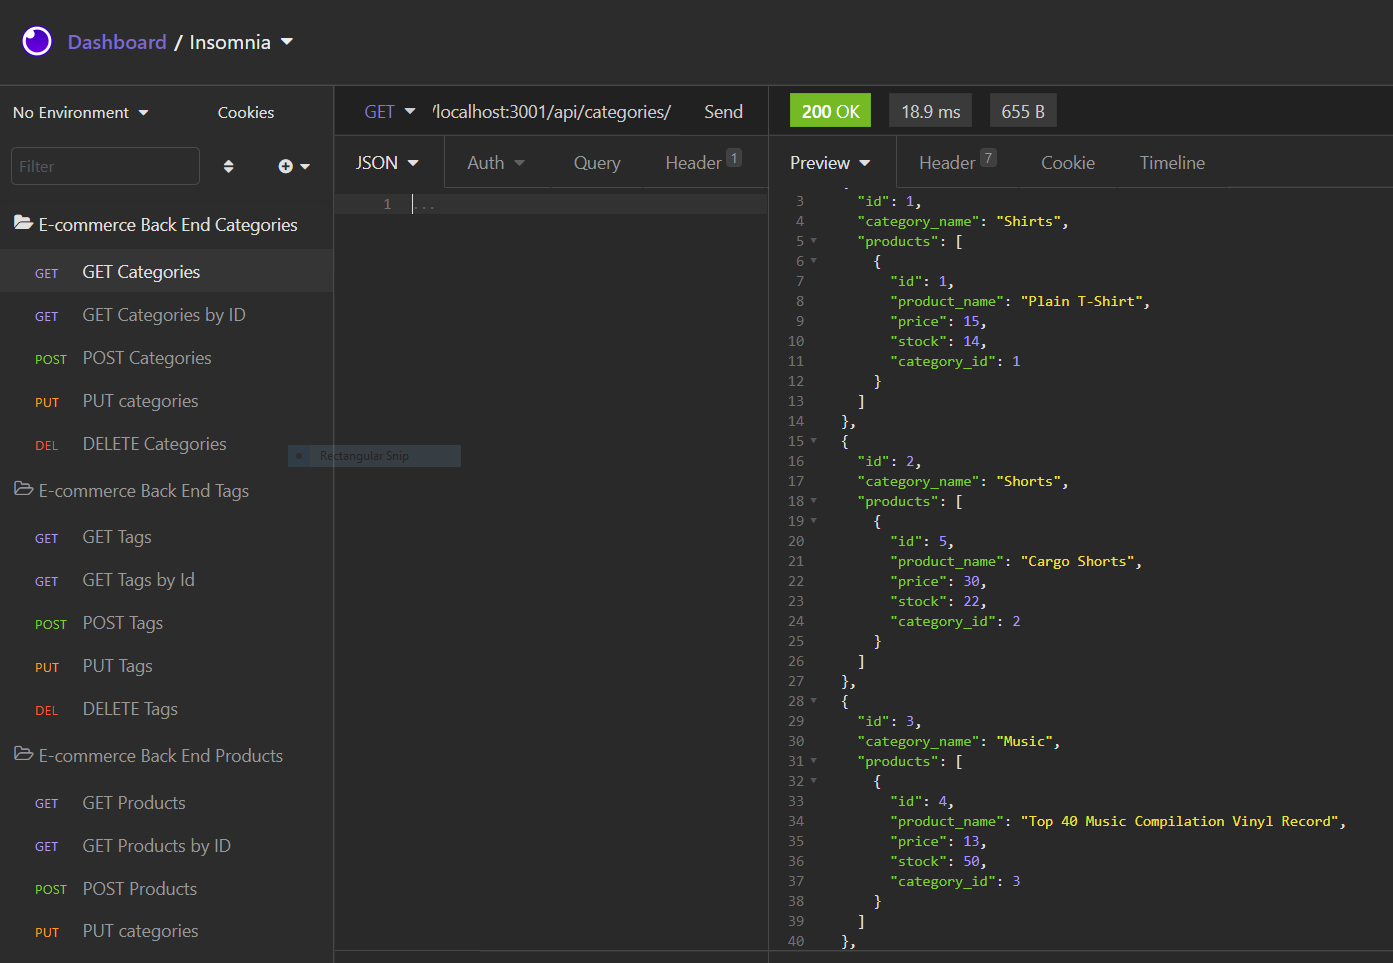 Dashboard / Insomnia
No Environment
Cookies
Filter
E-commerce Back End Categories
GET GET Categories
GET GET Categories by ID
POST POST Categories
PUT PUT categories
DEL DELETE Categories
E-commerce Back End Tags
GET GET Tags
GET GET Tags by Id
POST POST Tags
PUT PUT Tags
DEL DELETE Tags
E-commerce Back End Products
GET GET Products
GET GET Products by ID
POST POST Products
PUT PUT categories
GET /localhost:3001/api/categories/ Send
JSON Auth Query Header 1
1 ...
Rectangular Snip
200 OK 18.9 ms 655 B
Preview Header 7 Cookie Timeline
3 "id": 1,
4 "category_name": "Shirts",
5 "products": [
6 {
7 "id": 1,
8 "product_name": "Plain T-Shirt",
9 "price": 15,
10 "stock": 14,
11 "category_id": 1
12 }
13 ]
14 },
15 {
16 "id": 2,
17 "category_name": "Shorts",
18 "products": [
19 {
20 "id": 5,
21 "product_name": "Cargo Shorts",
22 "price": 30,
23 "stock": 22,
24 "category_id": 2
25 }
26 ]
27 },
28 {
29 "id": 3,
30 "category_name": "Music",
31 "products": [
32 {
33 "id": 4,
34 "product_name": "Top 40 Music Compilation Vinyl Record",
35 "price": 13,
36 "stock": 50,
37 "category_id": 3
38 }
39 ]
40 },